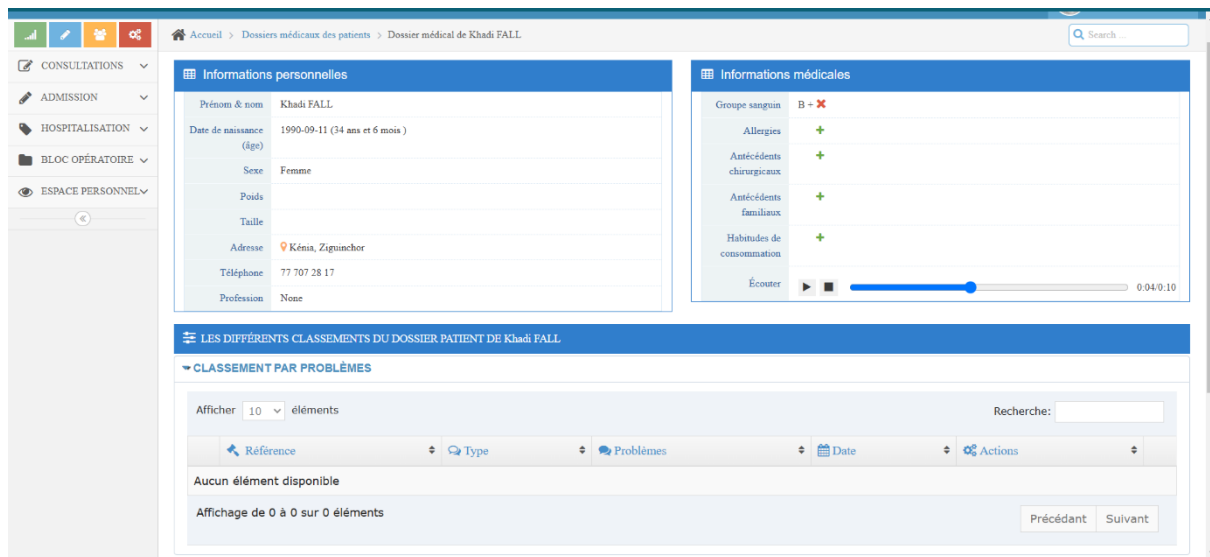 Accueil > Dossiers médicaux des patients > Dossier médical de Khadi FALL
Search ...
CONSULTATIONS
ADMISSION
HOSPITALISATION
BLOC OPÉRATOIRE
ESPACE PERSONNEL
Informations personnelles
Prénom & nom Khadi FALL
Date de naissance 1990-09-11 (34 ans et 6 mois )
(âge)
Sexe Femme
Poids
Taille
Adresse Kénia, Ziguinchor
Téléphone 77 707 28 17
Profession None
Informations médicales
Groupe sanguin B +
Allergies
Antécédents
chirurgicaux
Antécédents
familiaux
Habitudes de
consommation
Écouter 0:04/0:10
LES DIFFÉRENTS CLASSEMENTS DU DOSSIER PATIENT DE Khadi FALL
CLASSEMENT PAR PROBLÈMES
Afficher 10 éléments Recherche:
Référence Type Problèmes Date Actions
Aucun élément disponible
Affichage de 0 à 0 sur 0 éléments
Précédant Suivant